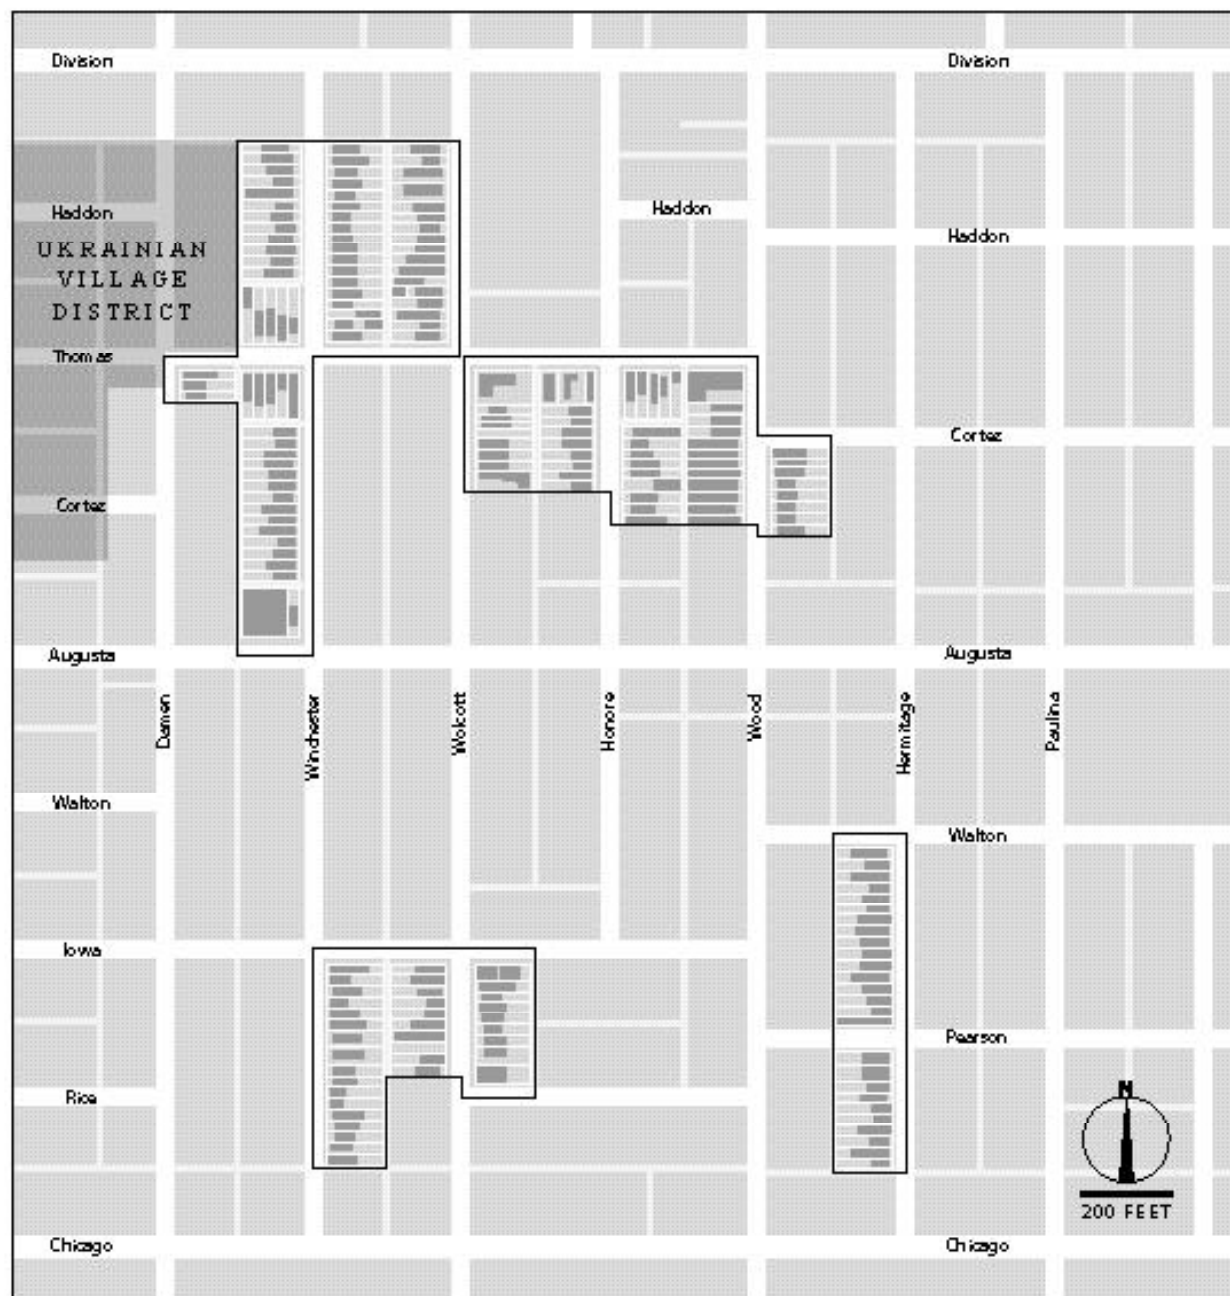 Division
Division
Haddon
Haddon
Haddon
UKRAINIAN
VILLAGE
DISTRICT
Thomas
Cortez
Cortez
Augusta
Augusta
Damen
Winchester
Wolcott
Honore
Wood
Hermitage
Paulina
Walton
Walton
Iowa
Pearson
Rice
N
200 FEET
Chicago
Chicago